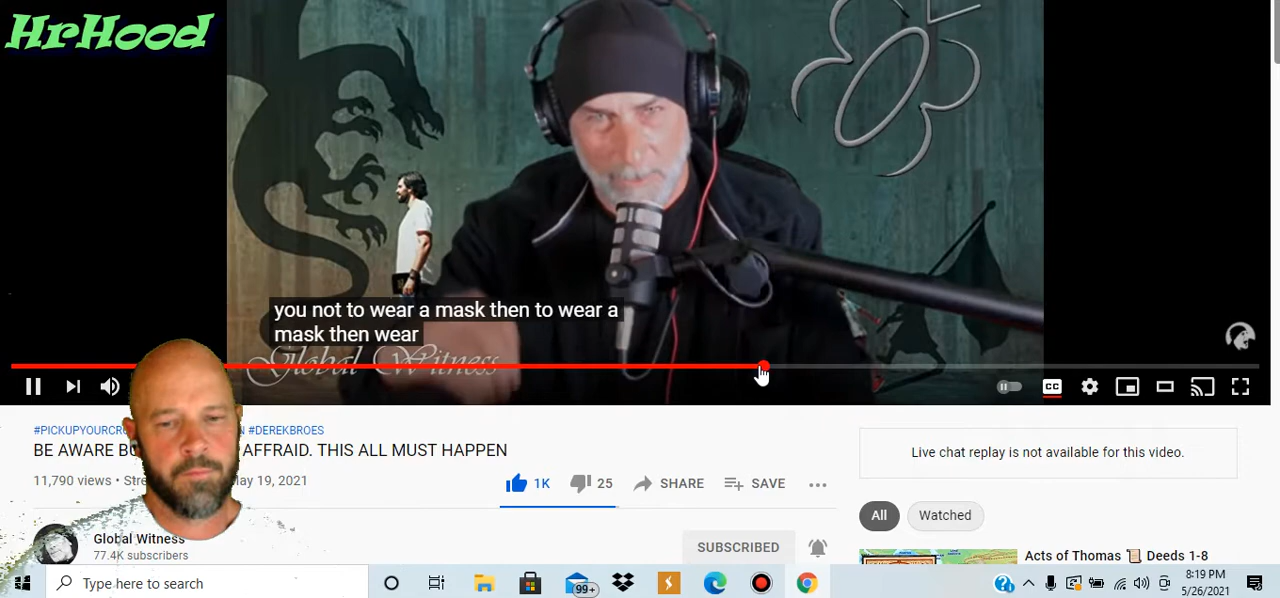 HrHood
you not to wear a mask then to wear a
mask then wear
Global Witness
CC
#PICKUPYOURCR N #DEREKBROES
BE AWARE BU AFFRAID. THIS ALL MUST HAPPEN
11,790 views • Stre ay 19, 2021
1K
25
SHARE
SAVE
Live chat replay is not available for this video.
All
Watched
Global Witness
77.4K subscribers
SUBSCRIBED
Acts of Thomas 📜 Deeds 1-8
Type here to search
99+
8:19 PM
5/26/2021